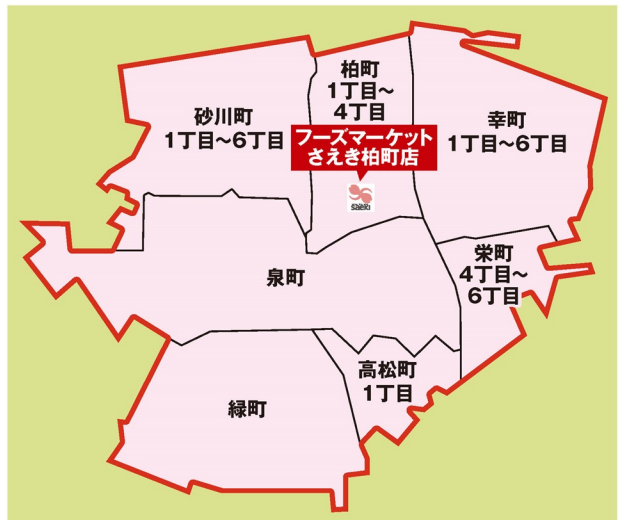 柏町
1丁目～
4丁目
砂川町
1丁目～6丁目
幸町
1丁目～6丁目
フーズマーケット
さえき柏町店
saeki
栄町
4丁目～
6丁目
泉町
高松町
1丁目
緑町